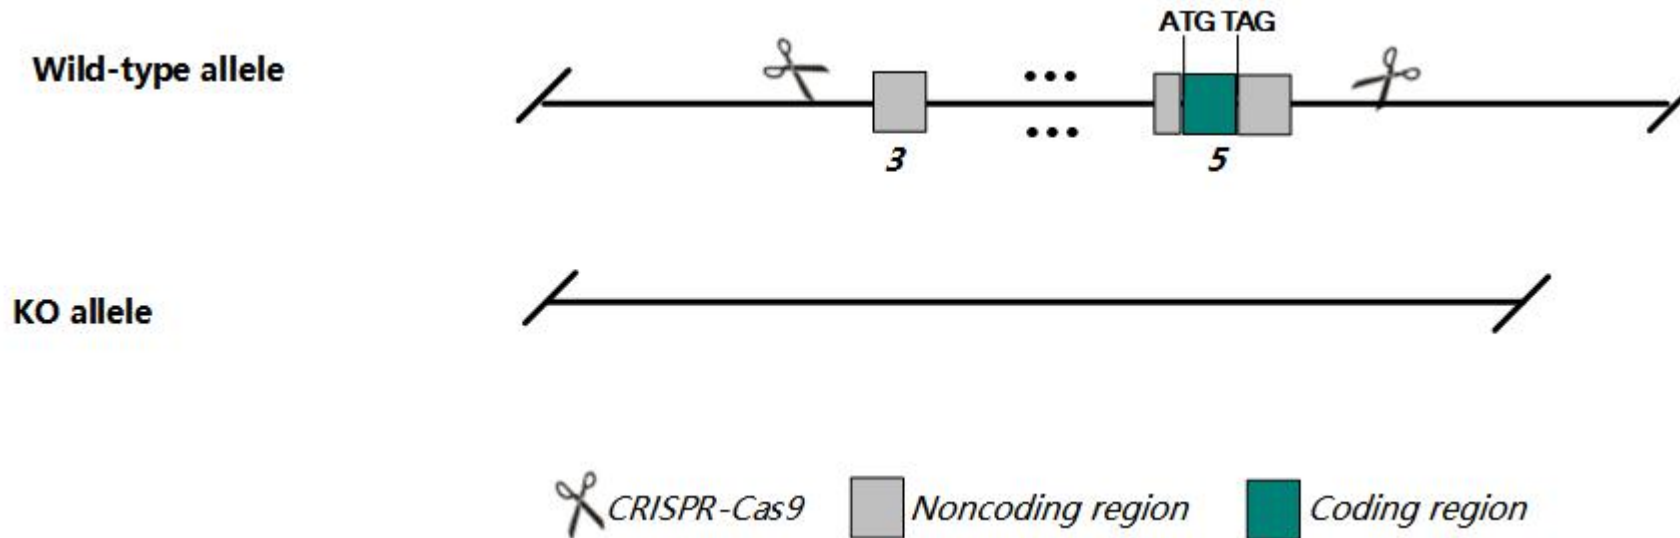 ATG TAG
Wild-type allele
3
5
KO allele
CRISPR-Cas9
Noncoding region
Coding region